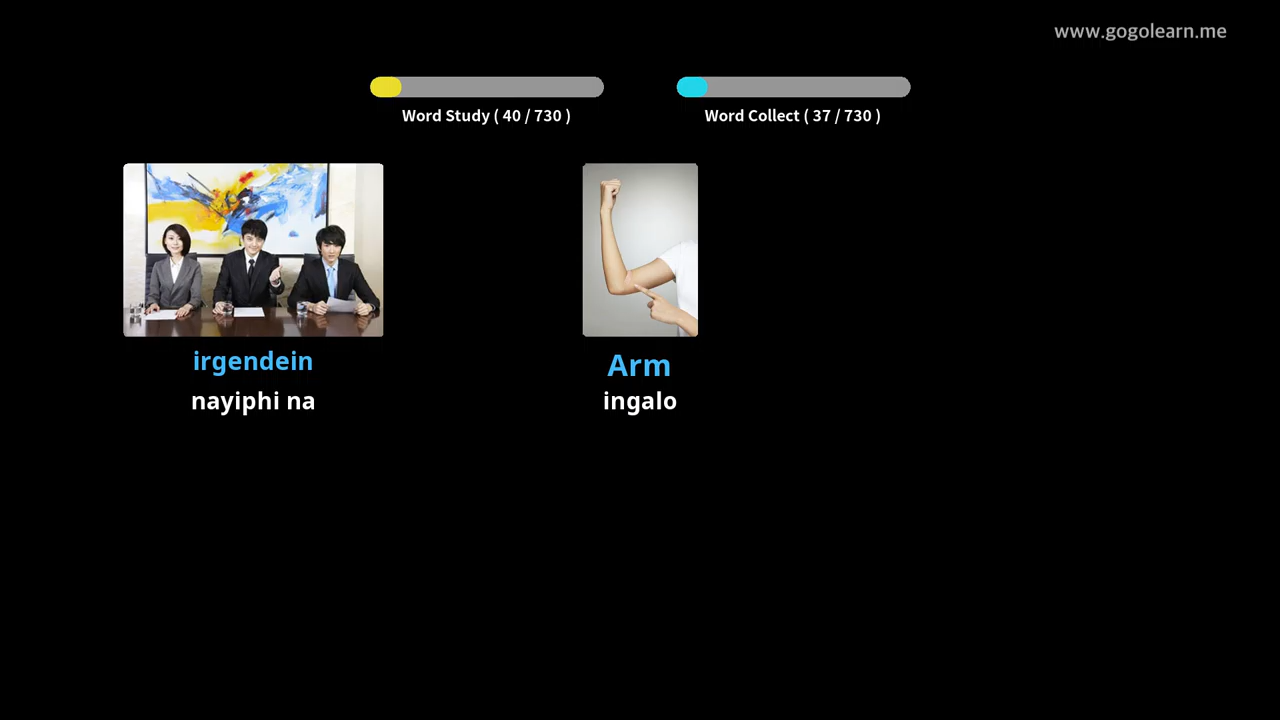 www.gogolearn.me
Word Study ( 40 / 730 )
Word Collect ( 37 / 730 )
irgendein
nayiphi na
Arm
ingalo